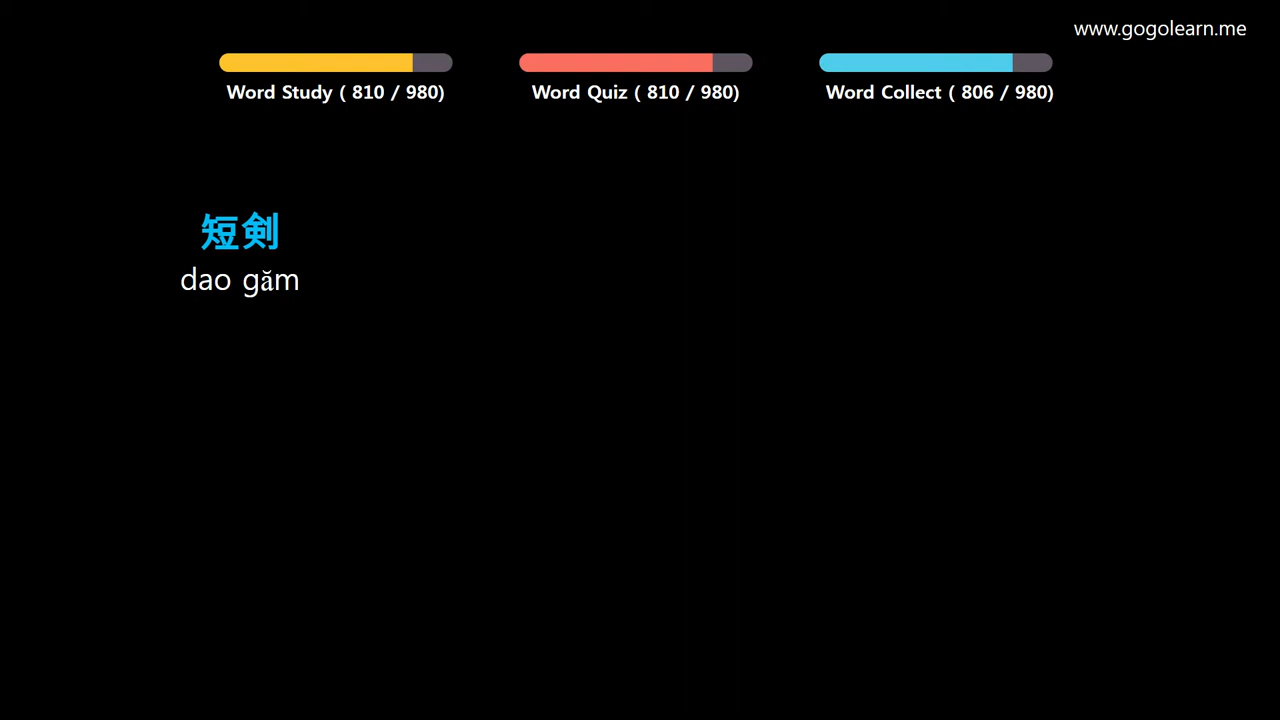 www.gogolearn.me
Word Study ( 810 / 980)
Word Quiz ( 810 / 980)
Word Collect ( 806 / 980)
短剣
dao găm